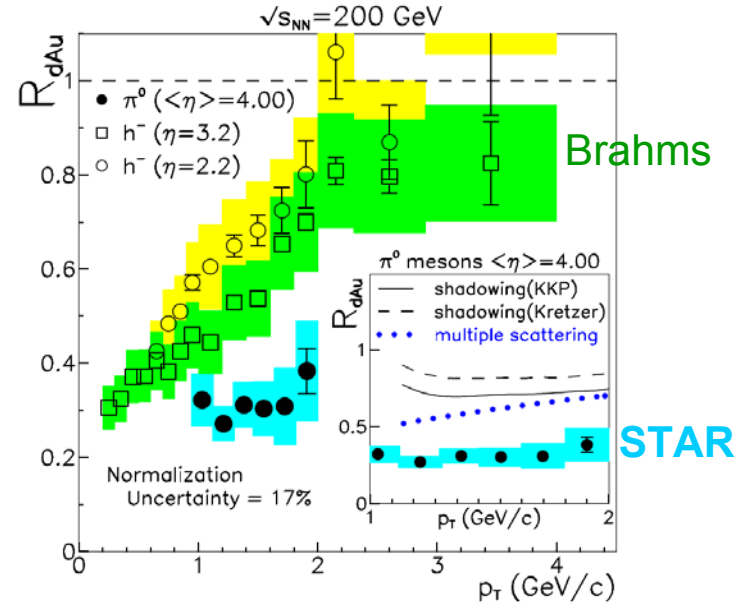 √sNN=200 GeV
RdAu
π⁰ (<η>=4.00)
h⁻ (η=3.2)
h⁻ (η=2.2)
Brahms
1
0.8
0.6
0.4
0.2
0
Normalization
Uncertainty = 17%
π⁰ mesons <η>=4.00
RdAu
shadowing(KKP)
shadowing(Kretzer)
multiple scattering
1
0.5
0
1
2
pT (GeV/c)
STAR
0 1 2 3 4
pT (GeV/c)